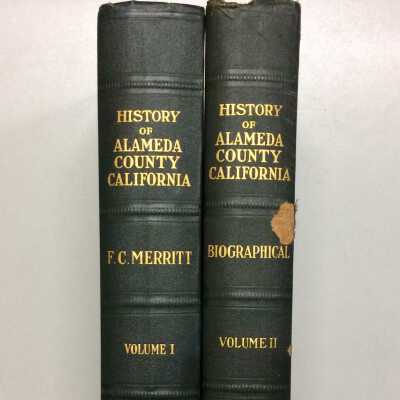 HISTORY
OF
ALAMEDA
COUNTY
CALIFORNIA
F.C. MERRITT
VOLUME I
HISTORY
OF
ALAMEDA
COUNTY
CALIFORNIA
BIOGRAPHICAL
VOLUME II